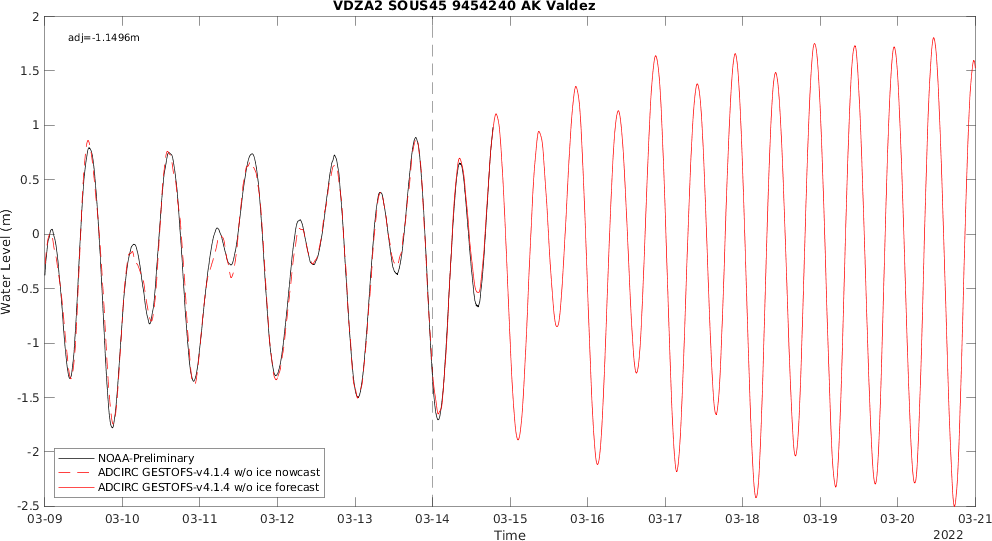 VDZA2 SOUS45 9454240 AK Valdez
adj=-1.1496m
Water Level (m)
2
1.5
1
0.5
0
-0.5
-1
-1.5
-2
-2.5
NOAA-Preliminary
ADCIRC GESTOFS-v4.1.4 w/o ice nowcast
ADCIRC GESTOFS-v4.1.4 w/o ice forecast
03-09 03-10 03-11 03-12 03-13 03-14 03-15 03-16 03-17 03-18 03-19 03-20 03-21
Time
2022